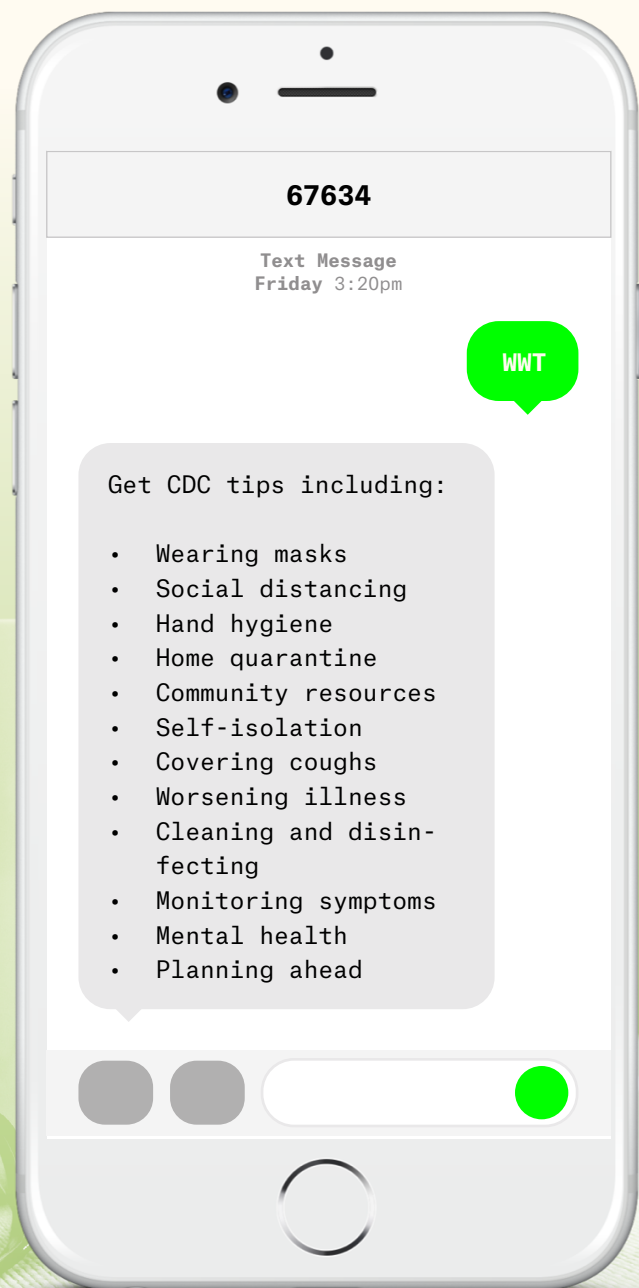 67634
Text Message
Friday 3:20pm
WWT
Get CDC tips including:
• Wearing masks
• Social distancing
• Hand hygiene
• Home quarantine
• Community resources
• Self-isolation
• Covering coughs
• Worsening illness
• Cleaning and disin-
fecting
• Monitoring symptoms
• Mental health
• Planning ahead